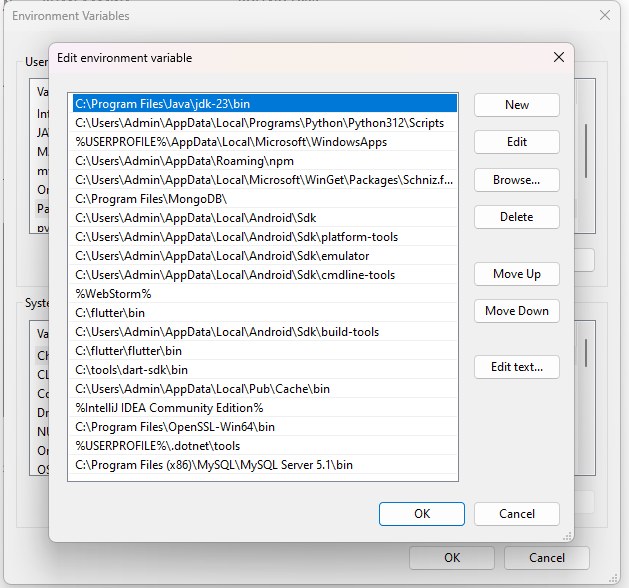 Environment Variables
Edit environment variable
User
Va
Int
JA
M
my
On
Pa
py
C:\Program Files\Java\jdk-23\bin
C:\Users\Admin\AppData\Local\Programs\Python\Python312\Scripts
%USERPROFILE%\AppData\Local\Microsoft\WindowsApps
C:\Users\Admin\AppData\Roaming\npm
C:\Users\Admin\AppData\Local\Microsoft\WinGet\Packages\Schniz.f...
C:\Program Files\MongoDB\
C:\Users\Admin\AppData\Local\Android\Sdk
C:\Users\Admin\AppData\Local\Android\Sdk\platform-tools
C:\Users\Admin\AppData\Local\Android\Sdk\emulator
C:\Users\Admin\AppData\Local\Android\Sdk\cmdline-tools
%WebStorm%
C:\flutter\bin
C:\Users\Admin\AppData\Local\Android\Sdk\build-tools
C:\flutter\flutter\bin
C:\tools\dart-sdk\bin
C:\Users\Admin\AppData\Local\Pub\Cache\bin
%IntelliJ IDEA Community Edition%
C:\Program Files\OpenSSL-Win64\bin
%USERPROFILE%\.dotnet\tools
C:\Program Files (x86)\MySQL\MySQL Server 5.1\bin
New
Edit
Browse...
Delete
Move Up
Move Down
Edit text...
Syste
Va
Ch
CL
Co
Dr
NU
On
OS
OK
Cancel
OK
Cancel